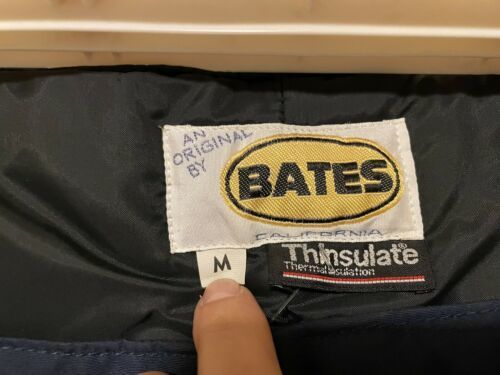 AN
ORIGINAL
BY
BATES
CALIFORNIA
M
Thinsulate®
Thermal Insulation